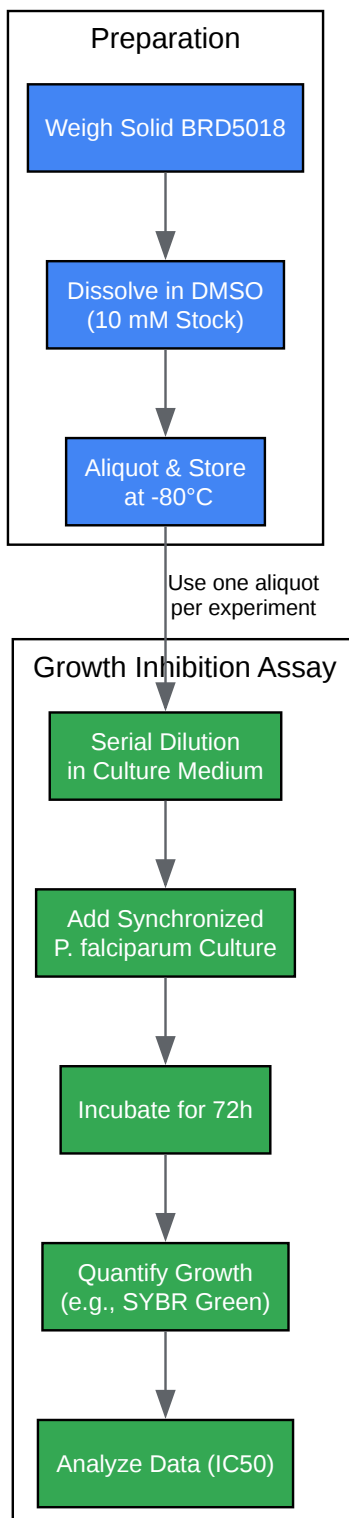 Preparation
Weigh Solid BRD5018
Dissolve in DMSO
(10 mM Stock)
Aliquot & Store
at -80°C
Use one aliquot
per experiment
Growth Inhibition Assay
Serial Dilution
in Culture Medium
Add Synchronized
P. falciparum Culture
Incubate for 72h
Quantify Growth
(e.g., SYBR Green)
Analyze Data (IC50)